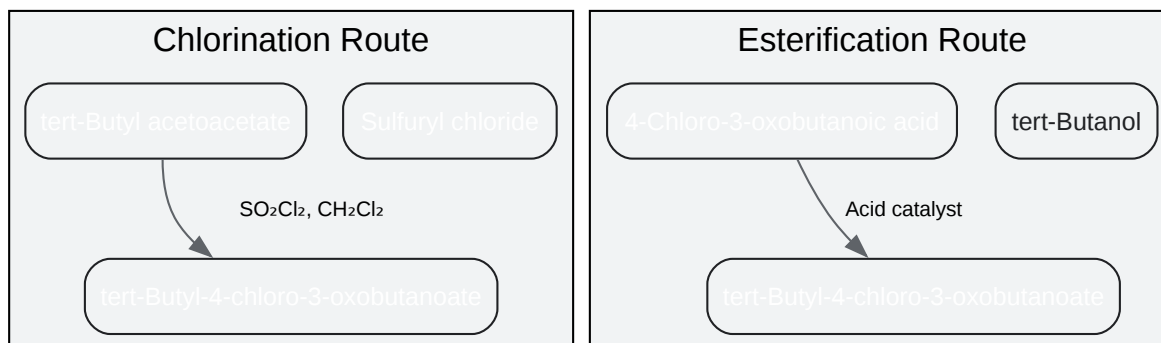 Chlorination Route
tert-Butyl acetoacetate
Sulfuryl chloride
SO₂Cl₂, CH₂Cl₂
tert-Butyl-4-chloro-3-oxobutanoate
Esterification Route
4-Chloro-3-oxobutanoic acid
tert-Butanol
Acid catalyst
tert-Butyl-4-chloro-3-oxobutanoate